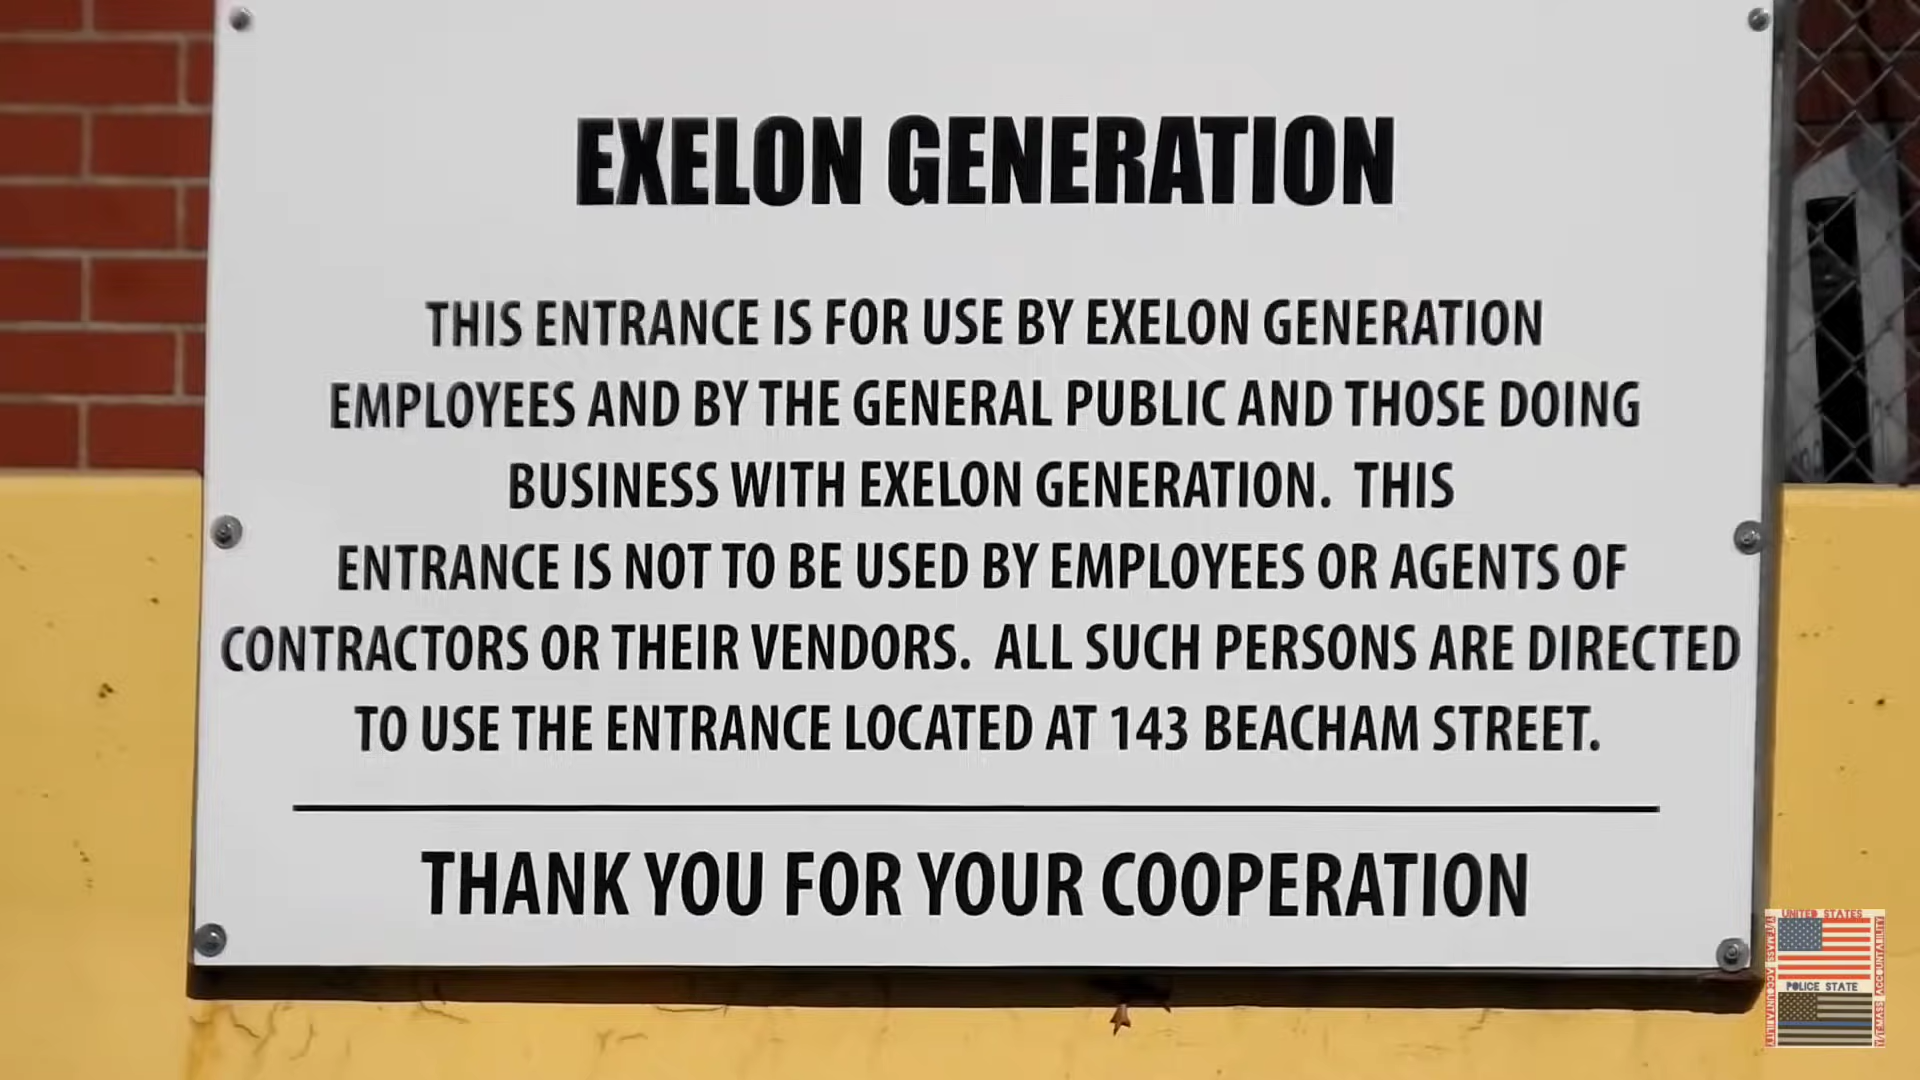 EXELON GENERATION
THIS ENTRANCE IS FOR USE BY EXELON GENERATION
EMPLOYEES AND BY THE GENERAL PUBLIC AND THOSE DOING
BUSINESS WITH EXELON GENERATION. THIS
ENTRANCE IS NOT TO BE USED BY EMPLOYEES OR AGENTS OF
CONTRACTORS OR THEIR VENDORS. ALL SUCH PERSONS ARE DIRECTED
TO USE THE ENTRANCE LOCATED AT 143 BEACHAM STREET.
THANK YOU FOR YOUR COOPERATION
UNITED STATES
POLICE STATE
MASS ACCOUNTABILITY
MASS ACCOUNTABILITY